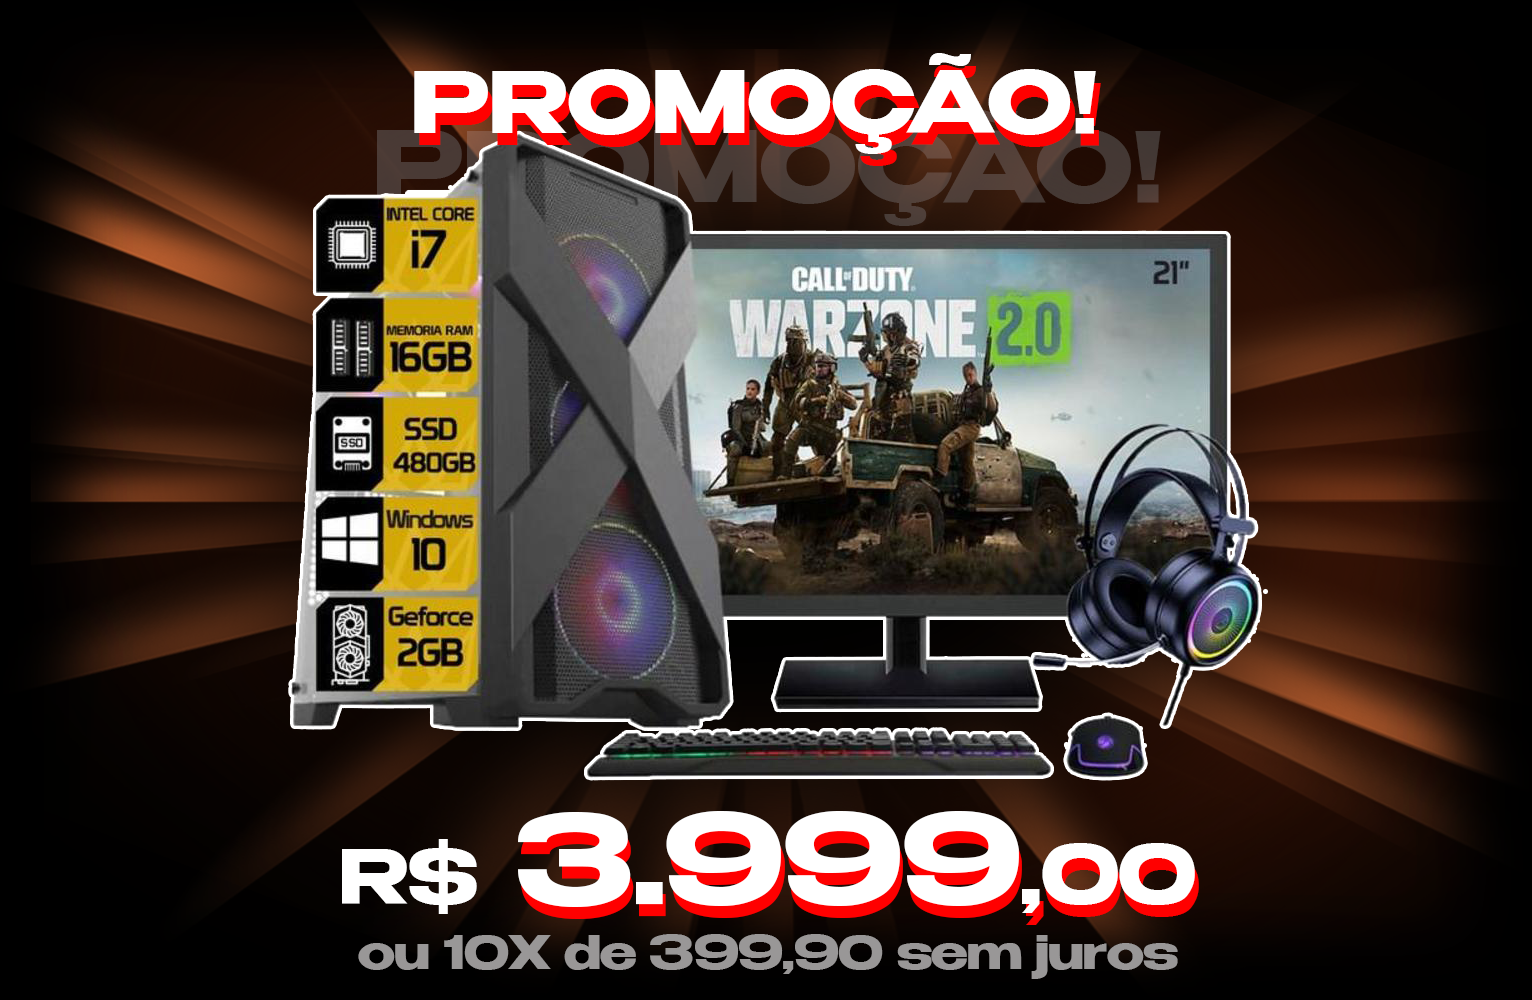 PROMOÇÃO!
PROMOÇÃO!
INTEL CORE
i7
MEMORIA RAM
16GB
SSD
SSD
480GB
Windows
10
Geforce
2GB
CALL OF DUTY
WARZONE 2.0
21"
R$ 3.999,00
ou 10X de 399,90 sem juros